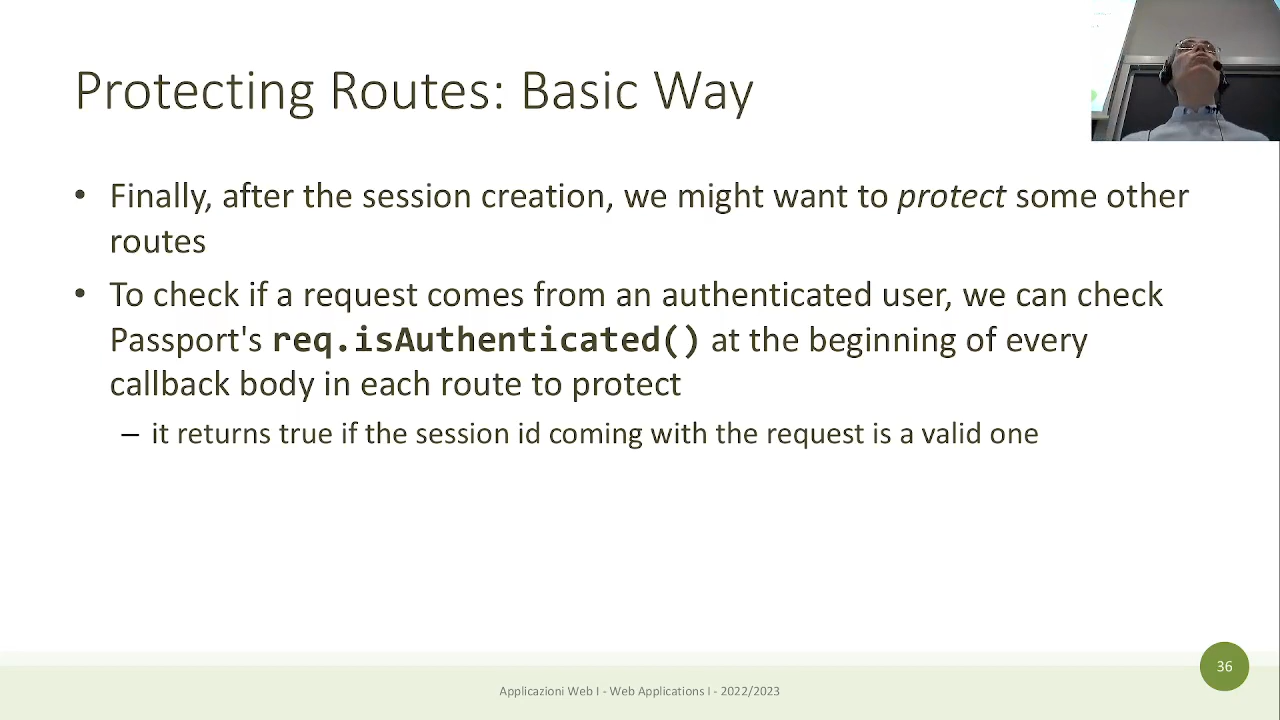 Protecting Routes: Basic Way
• Finally, after the session creation, we might want to protect some other
routes
• To check if a request comes from an authenticated user, we can check
Passport's req.isAuthenticated() at the beginning of every
callback body in each route to protect
– it returns true if the session id coming with the request is a valid one
36
Applicazioni Web I - Web Applications I - 2022/2023